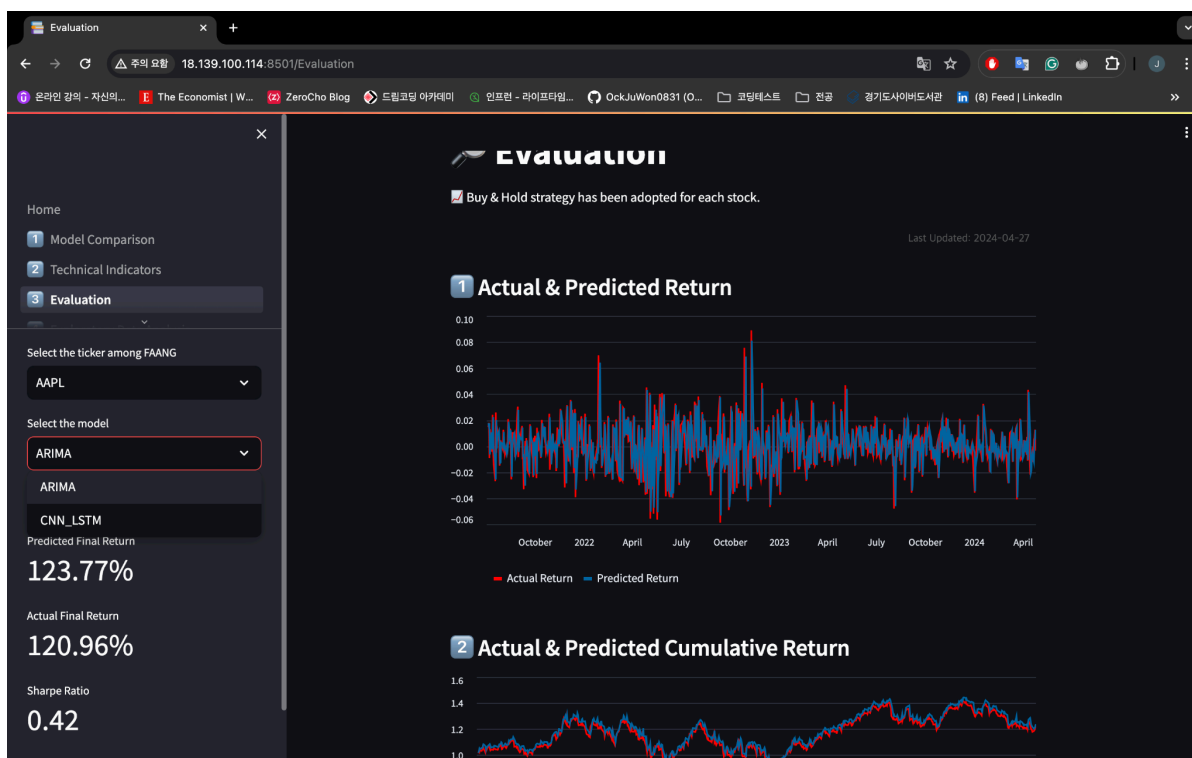 Evaluation
주의 요함 18.139.100.114:8501/Evaluation
온라인 강의 - 자신의... The Economist | W... ZeroCho Blog 드림코딩 아카데미 인프런 - 라이프타임... OckJuWon0831 (O... 코딩테스트 전공 경기도사이버도서관 (8) Feed | LinkedIn
Home
1 Model Comparison
2 Technical Indicators
3 Evaluation
Select the ticker among FAANG
AAPL
Select the model
ARIMA
ARIMA
CNN_LSTM
Predicted Final Return
123.77%
Actual Final Return
120.96%
Sharpe Ratio
0.42
Evaluation
Buy & Hold strategy has been adopted for each stock.
Last Updated: 2024-04-27
1 Actual & Predicted Return
0.10
0.08
0.06
0.04
0.02
0.00
−0.02
−0.04
−0.06
October 2022 April July October 2023 April July October 2024 April
Actual Return Predicted Return
2 Actual & Predicted Cumulative Return
1.6
1.4
1.2
1.0